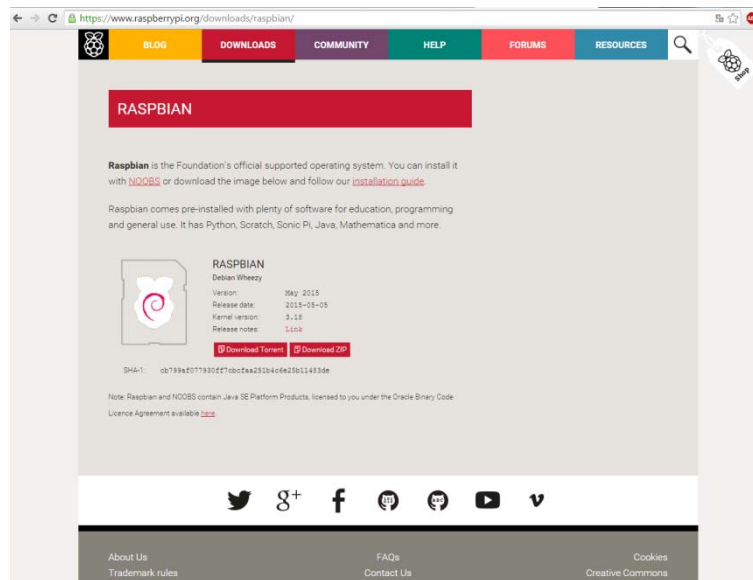 https://www.raspberrypi.org/downloads/raspbian/
BLOG DOWNLOADS COMMUNITY HELP FORUMS RESOURCES
shop
RASPBIAN
Raspbian is the Foundation's official supported operating system. You can install it
with NOOBS or download the image below and follow our installation guide.
Raspbian comes pre-installed with plenty of software for education, programming
and general use. It has Python, Scratch, Sonic Pi, Java, Mathematica and more.
RASPBIAN
Debian Wheezy
Version: May 2015
Release date: 2015-05-05
Kernel version: 3.18
Release notes: Link
Download Torrent Download ZIP
SHA-1:
Note: Raspbian and NOOBS contain Java SE Platform Products, licensed to you under the Oracle Binary Code
Licence Agreement available here.
g+ f
About Us FAQs Cookies
Trademark rules Contact Us Creative Commons